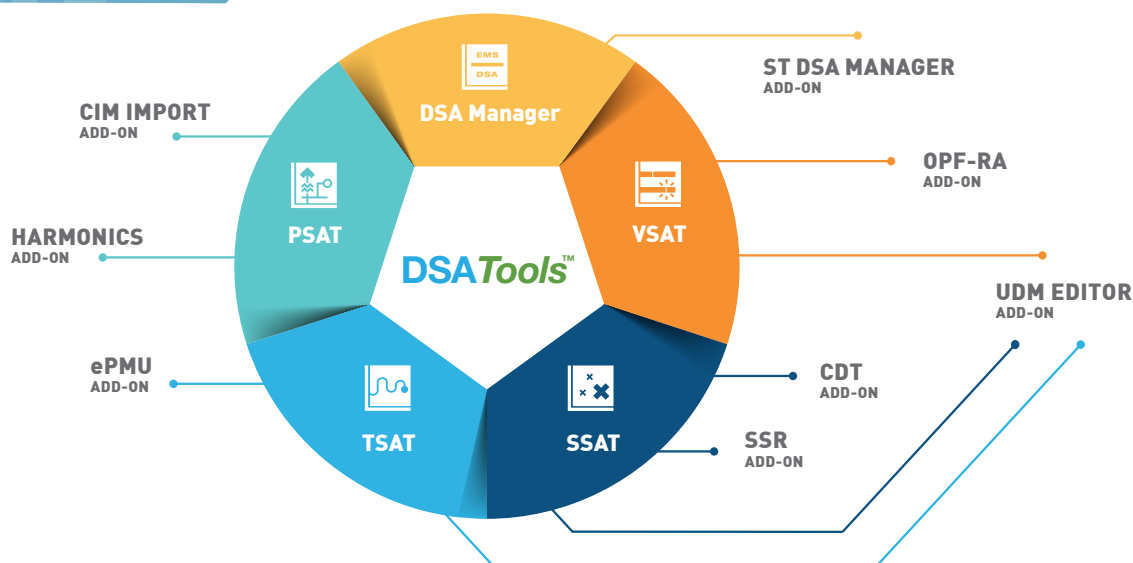 EMS
DSA
DSA Manager
ST DSA MANAGER
ADD-ON
CIM IMPORT
ADD-ON
OPF-RA
ADD-ON
PSAT
VSAT
HARMONICS
ADD-ON
DSATools™
UDM EDITOR
ADD-ON
ePMU
ADD-ON
CDT
ADD-ON
TSAT
SSAT
SSR
ADD-ON